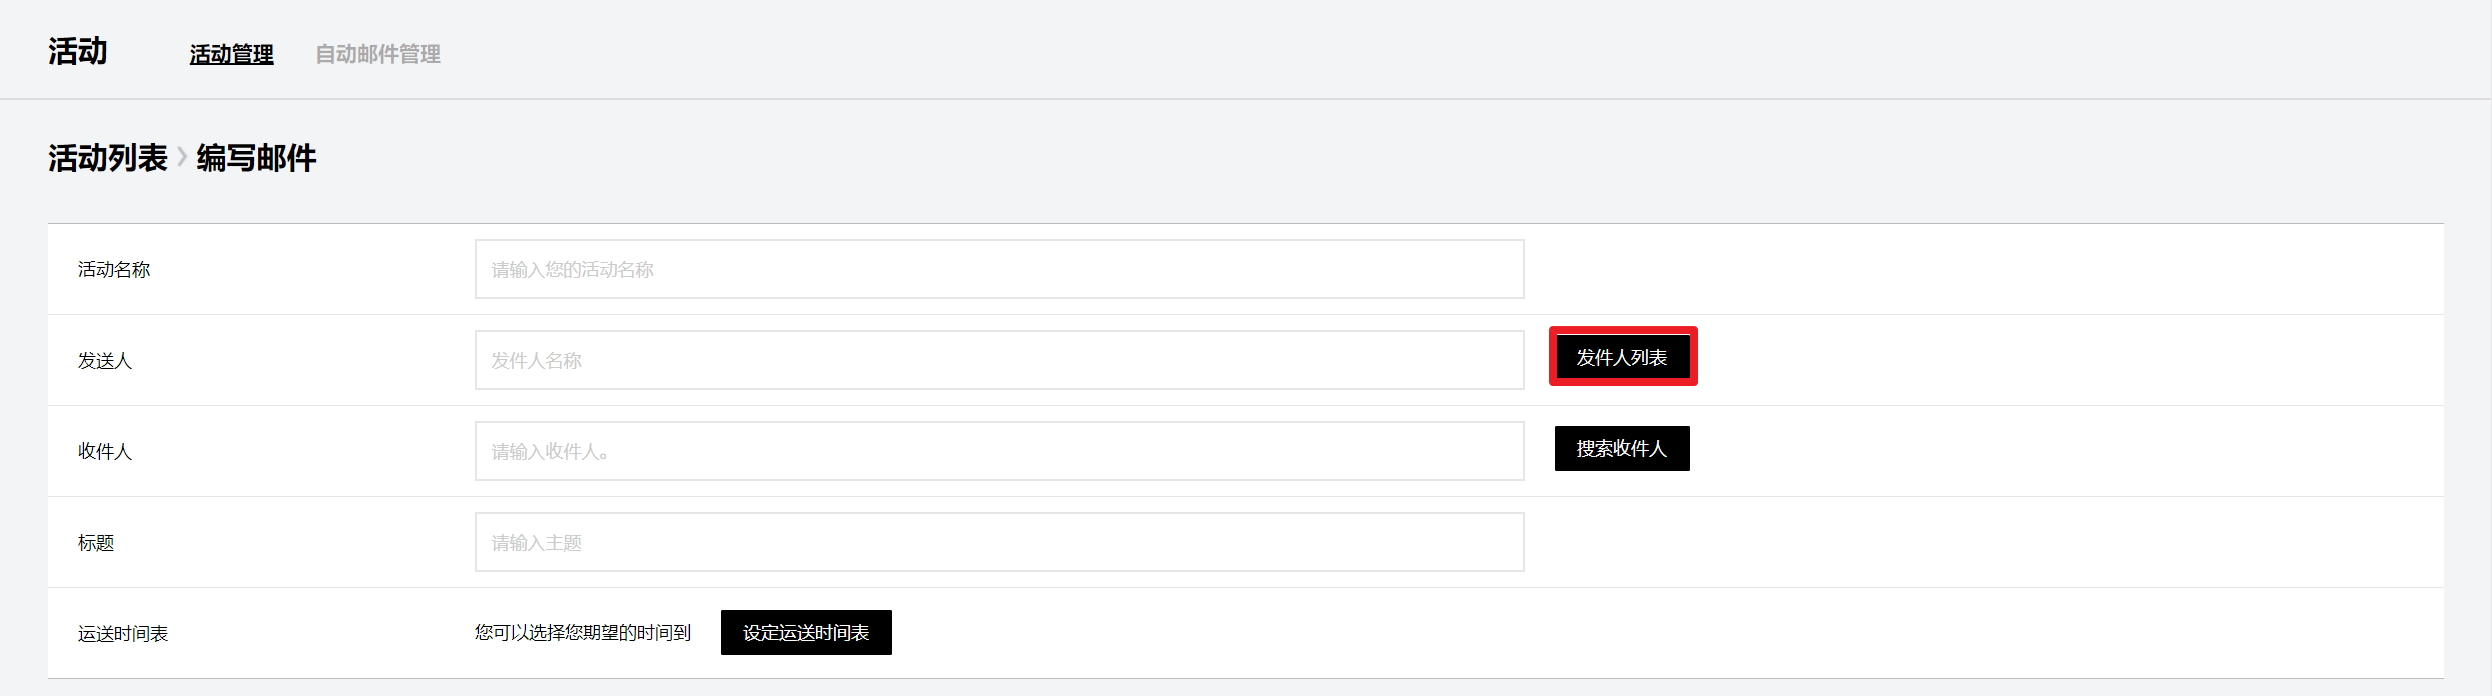 活动 活动管理 自动邮件管理
活动列表 › 编写邮件
活动名称 请输入您的活动名称
发送人 发件人名称 发件人列表
收件人 请输入收件人。 搜索收件人
标题 请输入主题
运送时间表 您可以选择您期望的时间到 设定运送时间表